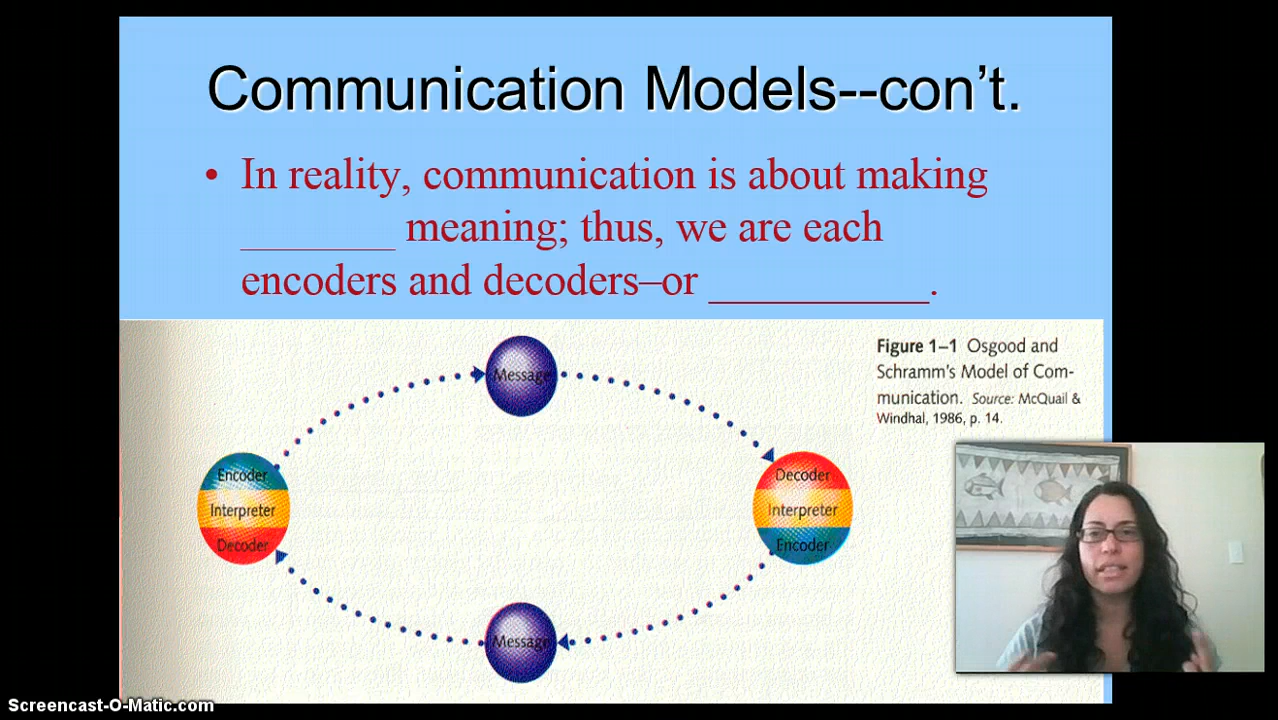 Communication Models--con’t.
• In reality, communication is about making
_______ meaning; thus, we are each
encoders and decoders–or __________.
Figure 1–1 Osgood and
Schramm's Model of Com-
munication. Source: McQuail &
Windhal, 1986, p. 14.
Message
Encoder
Interpreter
Decoder
Decoder
Interpreter
Encoder
Message
Screencast-O-Matic.com